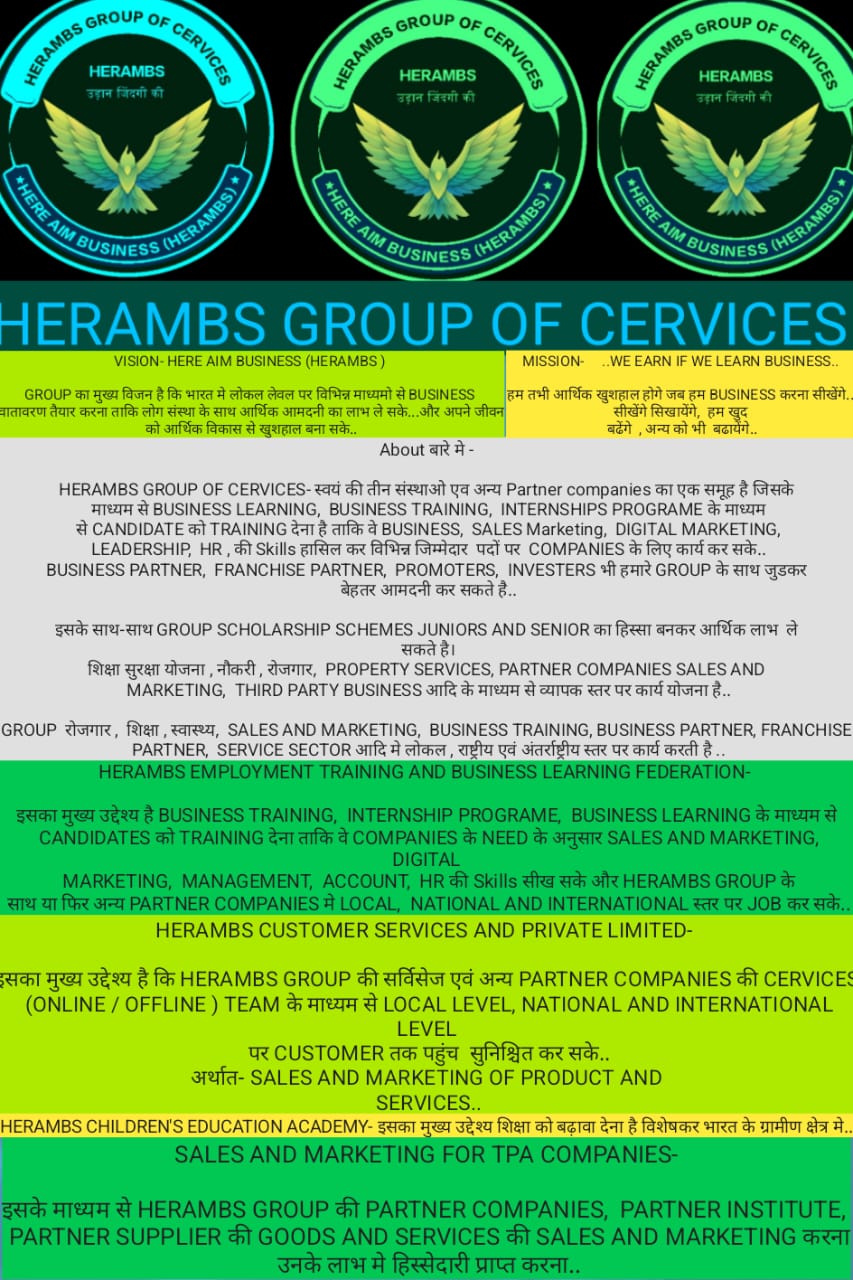 HERAMBS GROUP OF CERVICES
HERAMBS
उड़ान जिंदगी की
★HERE AIM BUSINESS (HERAMBS)★
HERAMBS GROUP OF CERVICES
HERAMBS
उड़ान जिंदगी की
★HERE AIM BUSINESS (HERAMBS)★
HERAMBS GROUP OF CERVICES
HERAMBS
उड़ान जिंदगी की
★HERE AIM BUSINESS (HERAMBS)
HERAMBS GROUP OF CERVICES
VISION- HERE AIM BUSINESS (HERAMBS )
GROUP का मुख्य विजन है कि भारत मे लोकल लेवल पर विभिन्न माध्यमो से BUSINESS
वातावरण तैयार करना ताकि लोग संस्था के साथ आर्थिक आमदनी का लाभ ले सके...और अपने जीवन
को आर्थिक विकास से खुशहाल बना सके..
MISSION- ..WE EARN IF WE LEARN BUSINESS..
हम तभी आर्थिक खुशहाल होगे जब हम BUSINESS करना सीखेंगे..
सीखेंगे सिखायेंगे, हम खुद
बढेंगे , अन्य को भी बढायेंगे..
About बारे मे -
HERAMBS GROUP OF CERVICES- स्वयं की तीन संस्थाओ एव अन्य Partner companies का एक समूह है जिसके
माध्यम से BUSINESS LEARNING, BUSINESS TRAINING, INTERNSHIPS PROGRAME के माध्यम
से CANDIDATE को TRAINING देना है ताकि वे BUSINESS, SALES Marketing, DIGITAL MARKETING,
LEADERSHIP, HR , की Skills हासिल कर विभिन्न जिम्मेदार पदों पर COMPANIES के लिए कार्य कर सके..
BUSINESS PARTNER, FRANCHISE PARTNER, PROMOTERS, INVESTERS भी हमारे GROUP के साथ जुडकर
बेहतर आमदनी कर सकते है..
इसके साथ-साथ GROUP SCHOLARSHIP SCHEMES JUNIORS AND SENIOR का हिस्सा बनकर आर्थिक लाभ ले
सकते है।
शिक्षा सुरक्षा योजना , नौकरी , रोजगार, PROPERTY SERVICES, PARTNER COMPANIES SALES AND
MARKETING, THIRD PARTY BUSINESS आदि के माध्यम से व्यापक स्तर पर कार्य योजना है..
GROUP रोजगार , शिक्षा , स्वास्थ्य, SALES AND MARKETING, BUSINESS TRAINING, BUSINESS PARTNER, FRANCHISE
PARTNER, SERVICE SECTOR आदि मे लोकल , राष्ट्रीय एवं अंतर्राष्ट्रीय स्तर पर कार्य करती है ..
HERAMBS EMPLOYMENT TRAINING AND BUSINESS LEARNING FEDERATION-
इसका मुख्य उद्देश्य है BUSINESS TRAINING, INTERNSHIP PROGRAME, BUSINESS LEARNING के माध्यम से
CANDIDATES को TRAINING देना ताकि वे COMPANIES के NEED के अनुसार SALES AND MARKETING,
DIGITAL
MARKETING, MANAGEMENT, ACCOUNT, HR की Skills सीख सके और HERAMBS GROUP के
साथ या फिर अन्य PARTNER COMPANIES मे LOCAL, NATIONAL AND INTERNATIONAL स्तर पर JOB कर सके..
HERAMBS CUSTOMER SERVICES AND PRIVATE LIMITED-
इसका मुख्य उद्देश्य है कि HERAMBS GROUP की सर्विसेज एवं अन्य PARTNER COMPANIES की CERVICES
(ONLINE / OFFLINE ) TEAM के माध्यम से LOCAL LEVEL, NATIONAL AND INTERNATIONAL
LEVEL
पर CUSTOMER तक पहुंच सुनिश्चित कर सके..
अर्थात- SALES AND MARKETING OF PRODUCT AND
SERVICES..
HERAMBS CHILDREN'S EDUCATION ACADEMY- इसका मुख्य उद्देश्य शिक्षा को बढ़ावा देना है विशेषकर भारत के ग्रामीण क्षेत्र मे..
SALES AND MARKETING FOR TPA COMPANIES-
इसके माध्यम से HERAMBS GROUP की PARTNER COMPANIES, PARTNER INSTITUTE,
PARTNER SUPPLIER की GOODS AND SERVICES की SALES AND MARKETING करना
उनके लाभ मे हिस्सेदारी प्राप्त करना..